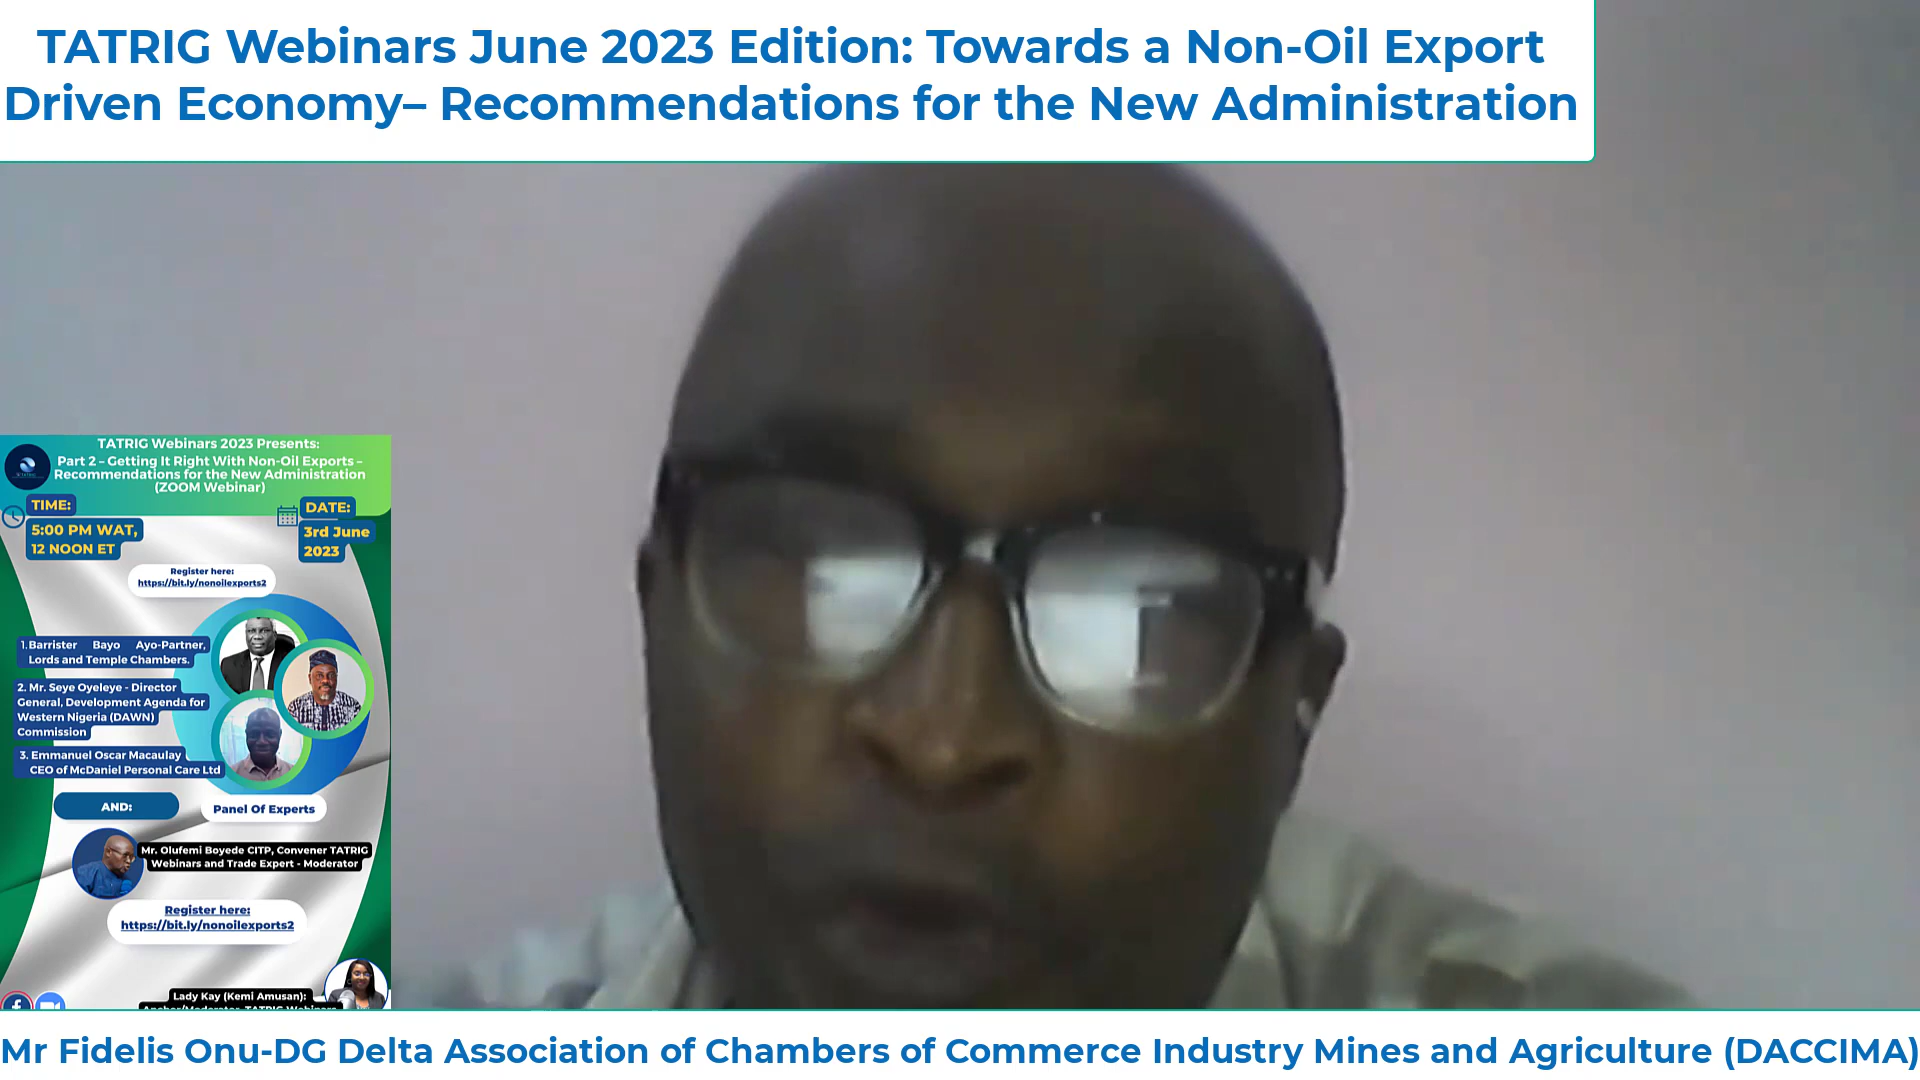 TATRIG Webinars June 2023 Edition: Towards a Non-Oil Export
Driven Economy– Recommendations for the New Administration
TATRIG Webinars 2023 Presents:
Part 2 – Getting It Right With Non-Oil Exports –
Recommendations for the New Administration
(ZOOM Webinar)
TIME:
5:00 PM WAT,
12 NOON ET
DATE:
3rd June
2023
Register here:
https://bit.ly/nonoilexports2
1. Barrister Bayo Ayo-Partner,
Lords and Temple Chambers.
2. Mr. Seye Oyeleye - Director
General, Development Agenda for
Western Nigeria (DAWN)
Commission
3. Emmanuel Oscar Macaulay
CEO of McDaniel Personal Care Ltd
AND:
Panel Of Experts
Mr. Olufemi Boyede CITP, Convener TATRIG
Webinars and Trade Expert - Moderator
Register here:
https://bit.ly/nonoilexports2
Lady Kay (Kemi Amusan):
Anchor/Moderator, TATRIG Webinars
Mr Fidelis Onu-DG Delta Association of Chambers of Commerce Industry Mines and Agriculture (DACCIMA)